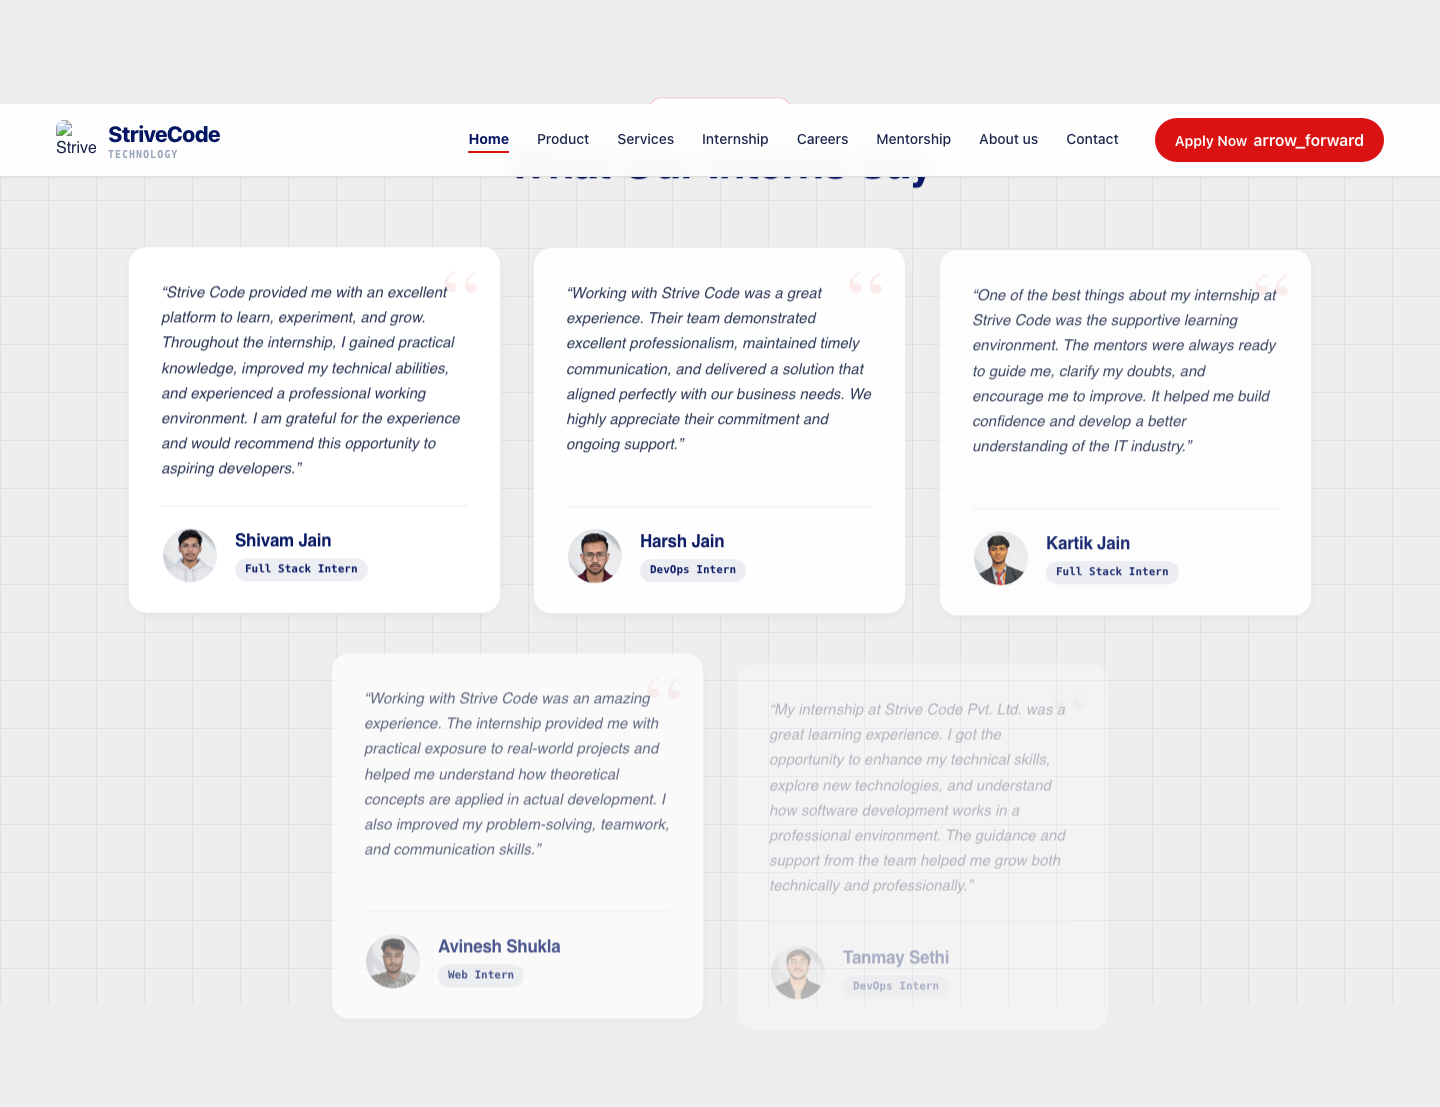 Strive
StriveCode
TECHNOLOGY
Home
Product
Services
Internship
Careers
Mentorship
About us
Contact
Apply Now arrow_forward
What Our Interns Say
“Strive Code provided me with an excellent
platform to learn, experiment, and grow.
Throughout the internship, I gained practical
knowledge, improved my technical abilities,
and experienced a professional working
environment. I am grateful for the experience
and would recommend this opportunity to
aspiring developers.”
Shivam Jain
Full Stack Intern
“Working with Strive Code was a great
experience. Their team demonstrated
excellent professionalism, maintained timely
communication, and delivered a solution that
aligned perfectly with our business needs. We
highly appreciate their commitment and
ongoing support.”
Harsh Jain
DevOps Intern
“One of the best things about my internship at
Strive Code was the supportive learning
environment. The mentors were always ready
to guide me, clarify my doubts, and
encourage me to improve. It helped me build
confidence and develop a better
understanding of the IT industry.”
Kartik Jain
Full Stack Intern
“Working with Strive Code was an amazing
experience. The internship provided me with
practical exposure to real-world projects and
helped me understand how theoretical
concepts are applied in actual development. I
also improved my problem-solving, teamwork,
and communication skills.”
Avinesh Shukla
Web Intern
“My internship at Strive Code Pvt. Ltd. was a
great learning experience. I got the
opportunity to enhance my technical skills,
explore new technologies, and understand
how software development works in a
professional environment. The guidance and
support from the team helped me grow both
technically and professionally.”
Tanmay Sethi
DevOps Intern